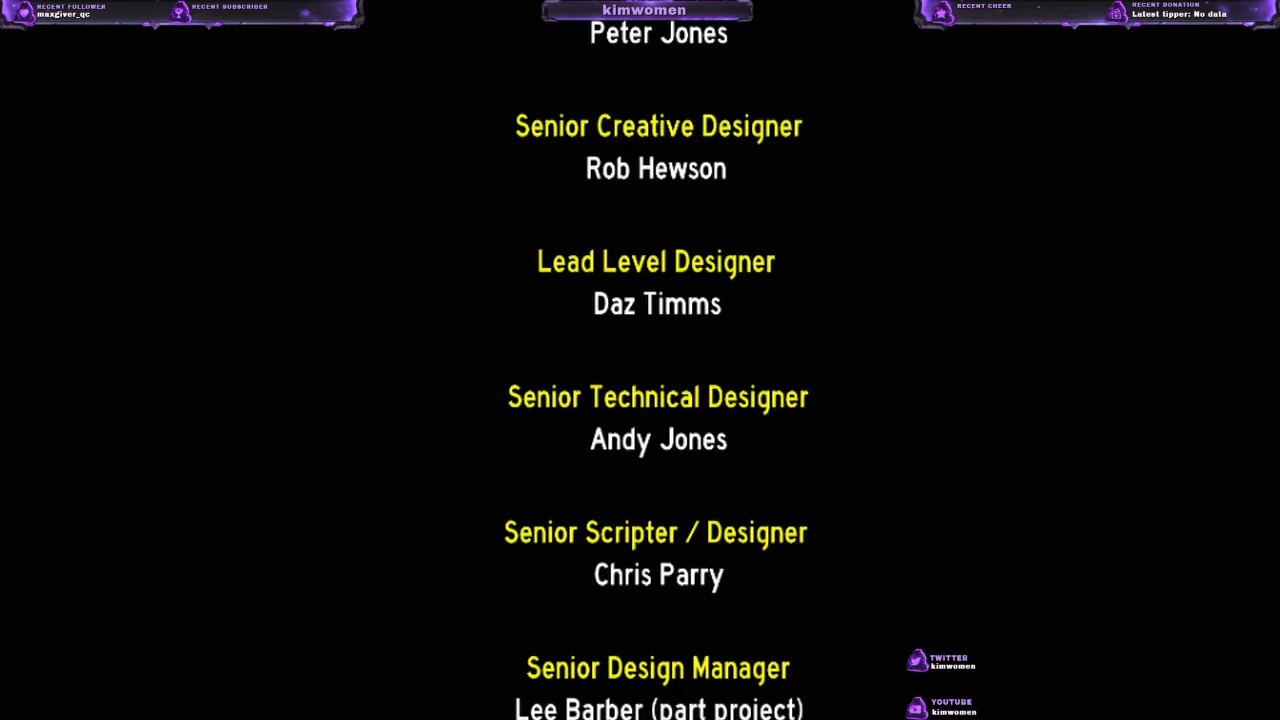 RECENT FOLLOWER
maxgiver_qc
RECENT SUBSCRIBER
kimwomen
RECENT CHEER
RECENT DONATION
Latest tipper: No data
Peter Jones
Senior Creative Designer
Rob Hewson
Lead Level Designer
Daz Timms
Senior Technical Designer
Andy Jones
Senior Scripter / Designer
Chris Parry
Senior Design Manager
Lee Barber (part project)
TWITTER
kimwomen
YOUTUBE
kimwomen